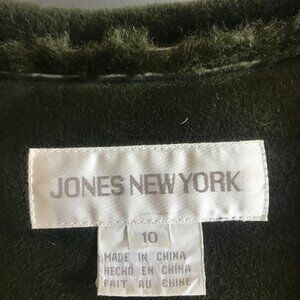 JONES NEW YORK
10
MADE IN CHINA
HECHO EN CHINA
FAIT AU CHINE